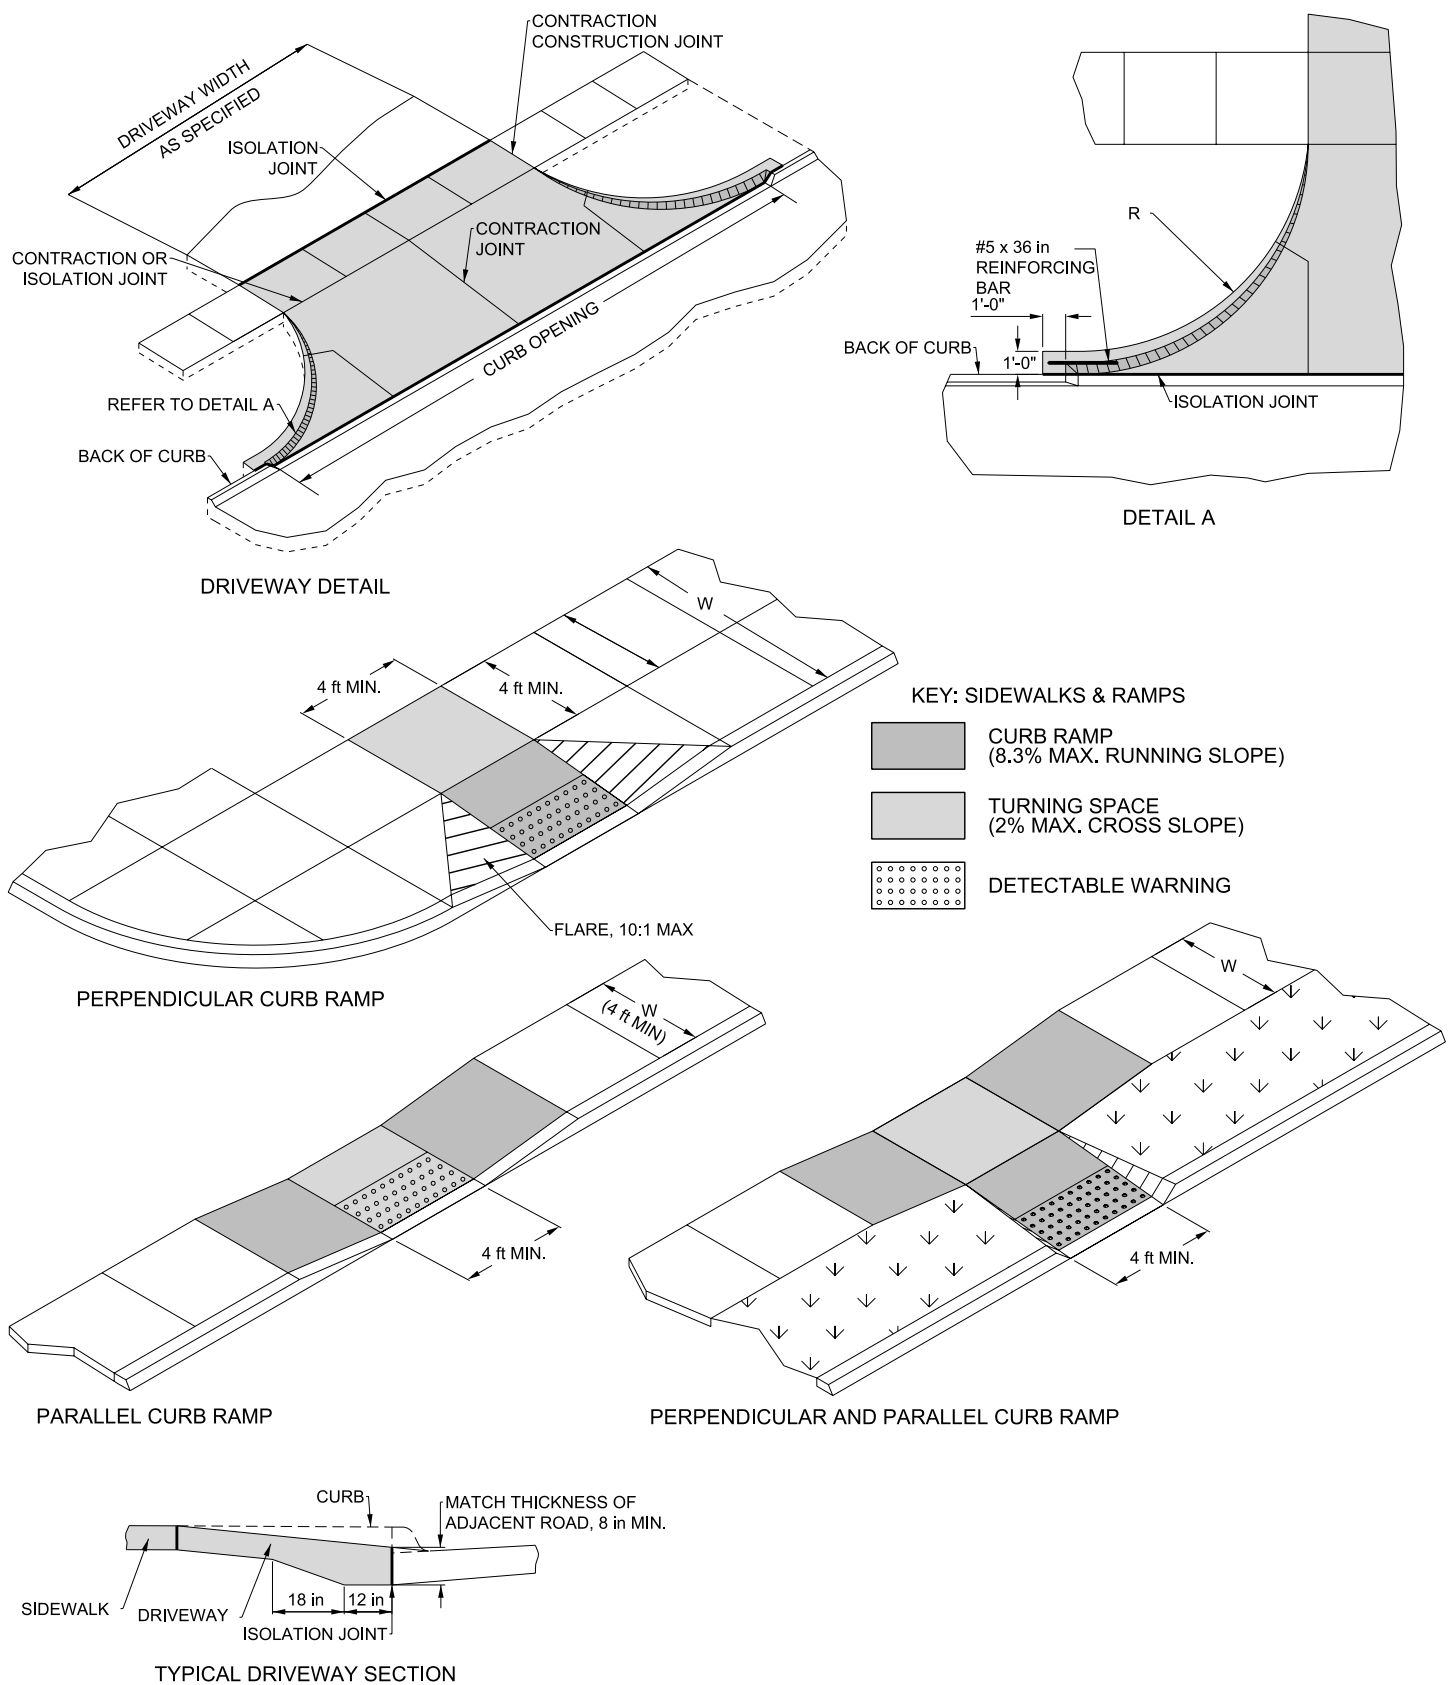 CONTRACTION
CONSTRUCTION JOINT
DRIVEWAY WIDTH
AS SPECIFIED
ISOLATION
JOINT
CONTRACTION
JOINT
CONTRACTION OR
ISOLATION JOINT
CURB OPENING
REFER TO DETAIL A
BACK OF CURB
DRIVEWAY DETAIL
R
#5 x 36 in
REINFORCING
BAR
1'-0"
BACK OF CURB
1'-0"
ISOLATION JOINT
DETAIL A
W
4 ft MIN.
4 ft MIN.
FLARE, 10:1 MAX
PERPENDICULAR CURB RAMP
KEY: SIDEWALKS & RAMPS
CURB RAMP
(8.3% MAX. RUNNING SLOPE)
TURNING SPACE
(2% MAX. CROSS SLOPE)
DETECTABLE WARNING
W
(4 ft MIN)
4 ft MIN.
PARALLEL CURB RAMP
W
4 ft MIN.
PERPENDICULAR AND PARALLEL CURB RAMP
CURB
MATCH THICKNESS OF
ADJACENT ROAD, 8 in MIN.
18 in
12 in
SIDEWALK
DRIVEWAY
ISOLATION JOINT
TYPICAL DRIVEWAY SECTION